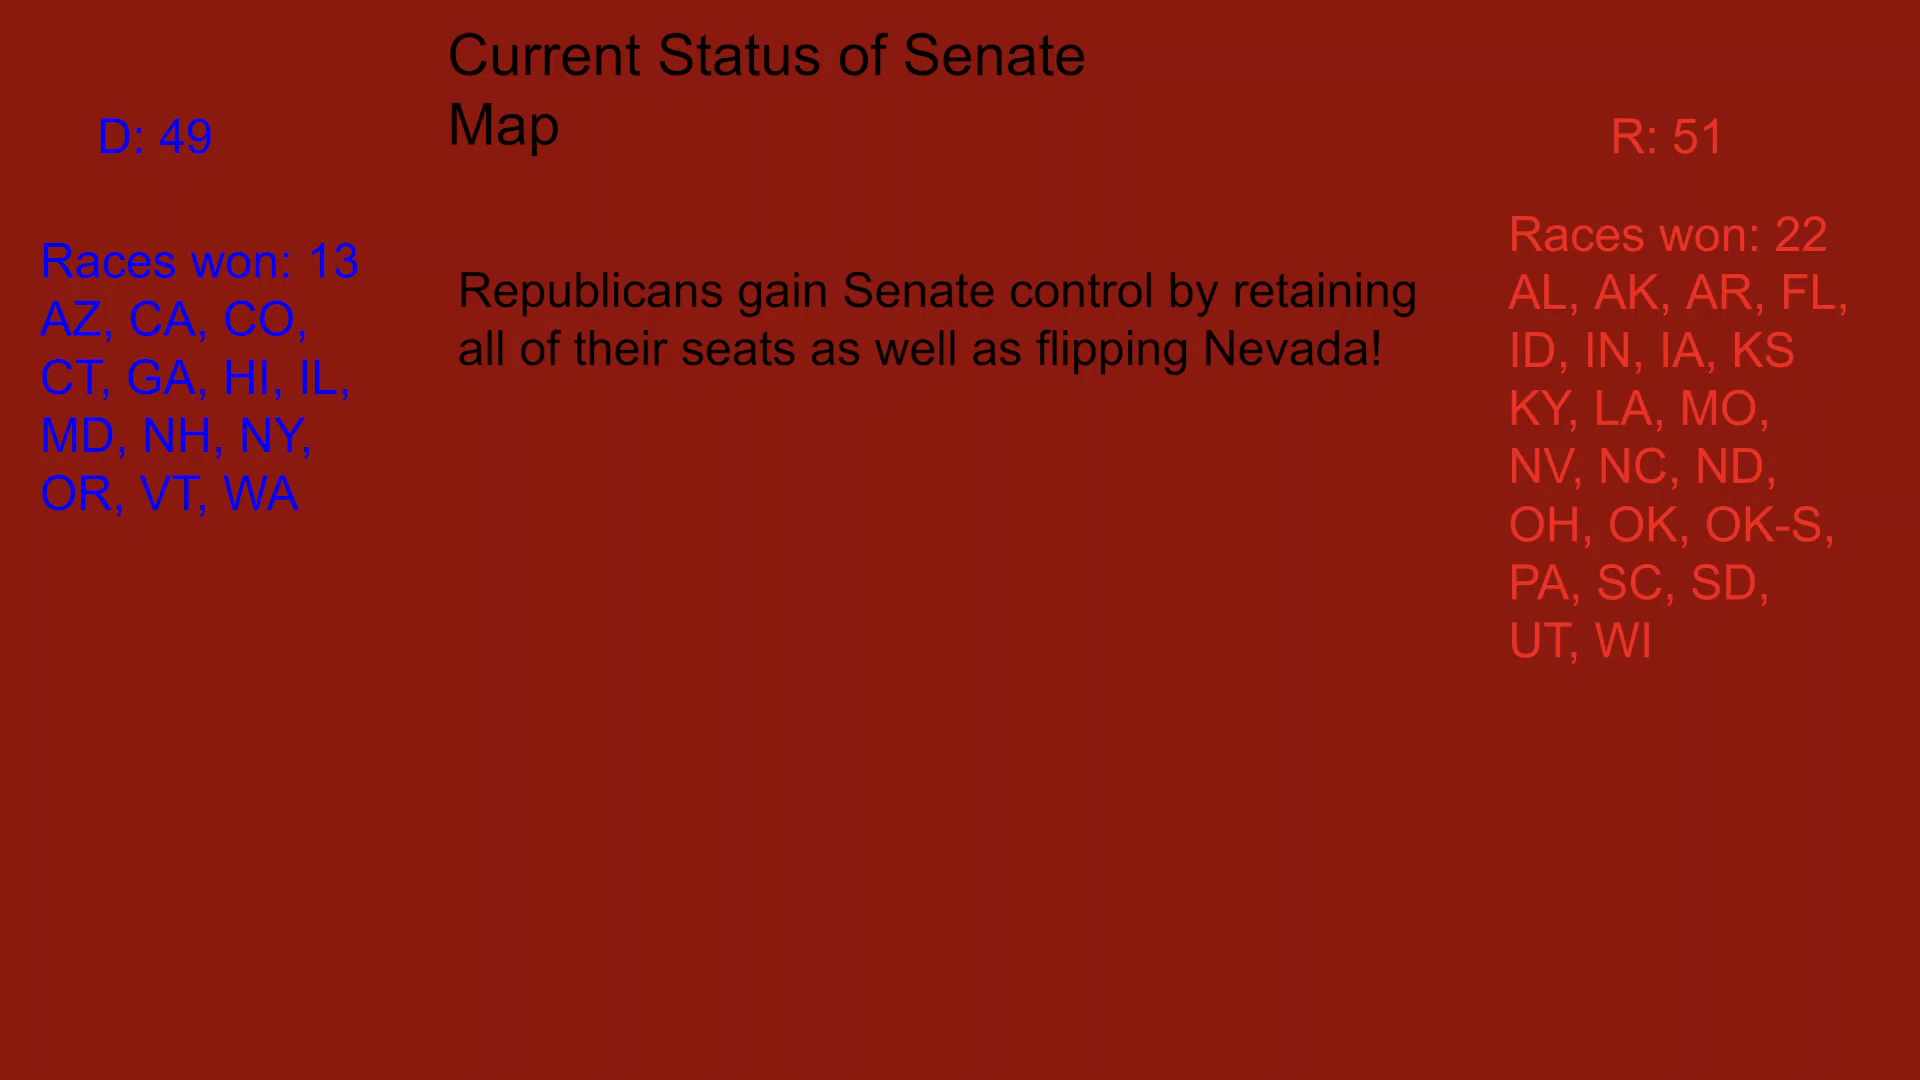 Current Status of Senate
Map
D: 49
R: 51
Races won: 13
AZ, CA, CO,
CT, GA, HI, IL,
MD, NH, NY,
OR, VT, WA
Republicans gain Senate control by retaining
all of their seats as well as flipping Nevada!
Races won: 22
AL, AK, AR, FL,
ID, IN, IA, KS
KY, LA, MO,
NV, NC, ND,
OH, OK, OK-S,
PA, SC, SD,
UT, WI